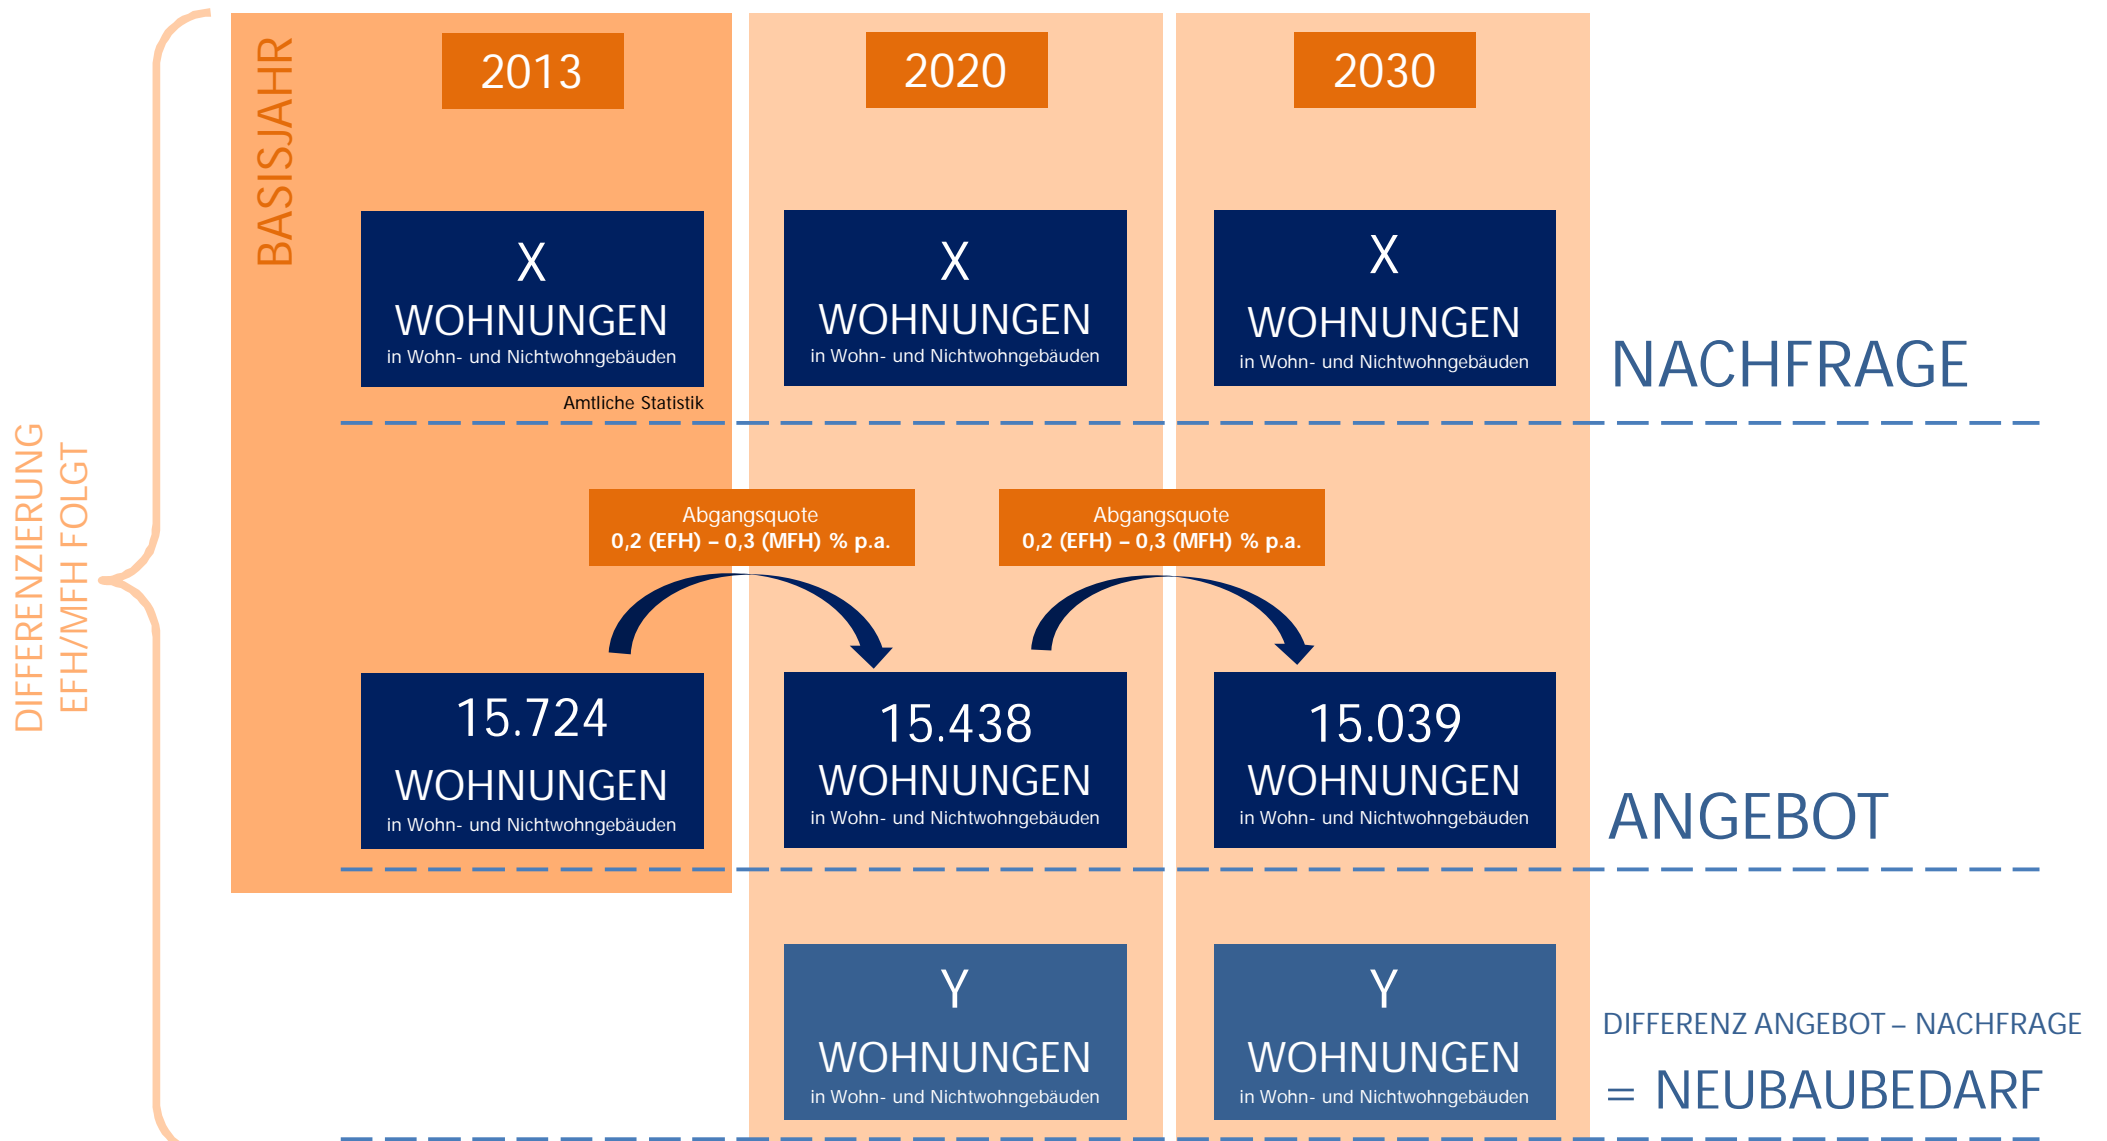 DIFFERENZIERUNG
EFH/MFH FOLGT
BASISJAHR
2013
2020
2030
X
WOHNUNGEN
in Wohn- und Nichtwohngebäuden
Amtliche Statistik
X
WOHNUNGEN
in Wohn- und Nichtwohngebäuden
X
WOHNUNGEN
in Wohn- und Nichtwohngebäuden
NACHFRAGE
Abgangsquote
0,2 (EFH) – 0,3 (MFH) % p.a.
Abgangsquote
0,2 (EFH) – 0,3 (MFH) % p.a.
15.724
WOHNUNGEN
in Wohn- und Nichtwohngebäuden
15.438
WOHNUNGEN
in Wohn- und Nichtwohngebäuden
15.039
WOHNUNGEN
in Wohn- und Nichtwohngebäuden
ANGEBOT
Y
WOHNUNGEN
in Wohn- und Nichtwohngebäuden
Y
WOHNUNGEN
in Wohn- und Nichtwohngebäuden
DIFFERENZ ANGEBOT – NACHFRAGE
= NEUBAUBEDARF